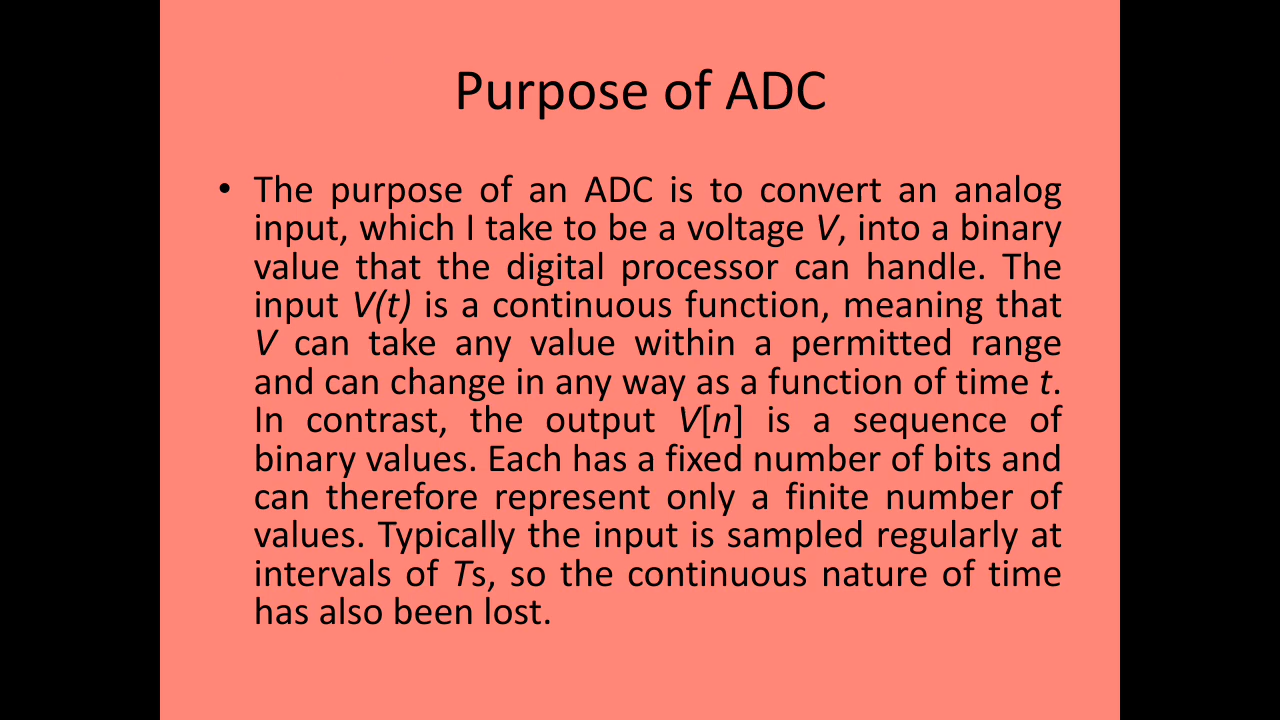 Purpose of ADC
• The purpose of an ADC is to convert an analog
input, which I take to be a voltage V, into a binary
value that the digital processor can handle. The
input V(t) is a continuous function, meaning that
V can take any value within a permitted range
and can change in any way as a function of time t.
In contrast, the output V[n] is a sequence of
binary values. Each has a fixed number of bits and
can therefore represent only a finite number of
values. Typically the input is sampled regularly at
intervals of Ts, so the continuous nature of time
has also been lost.